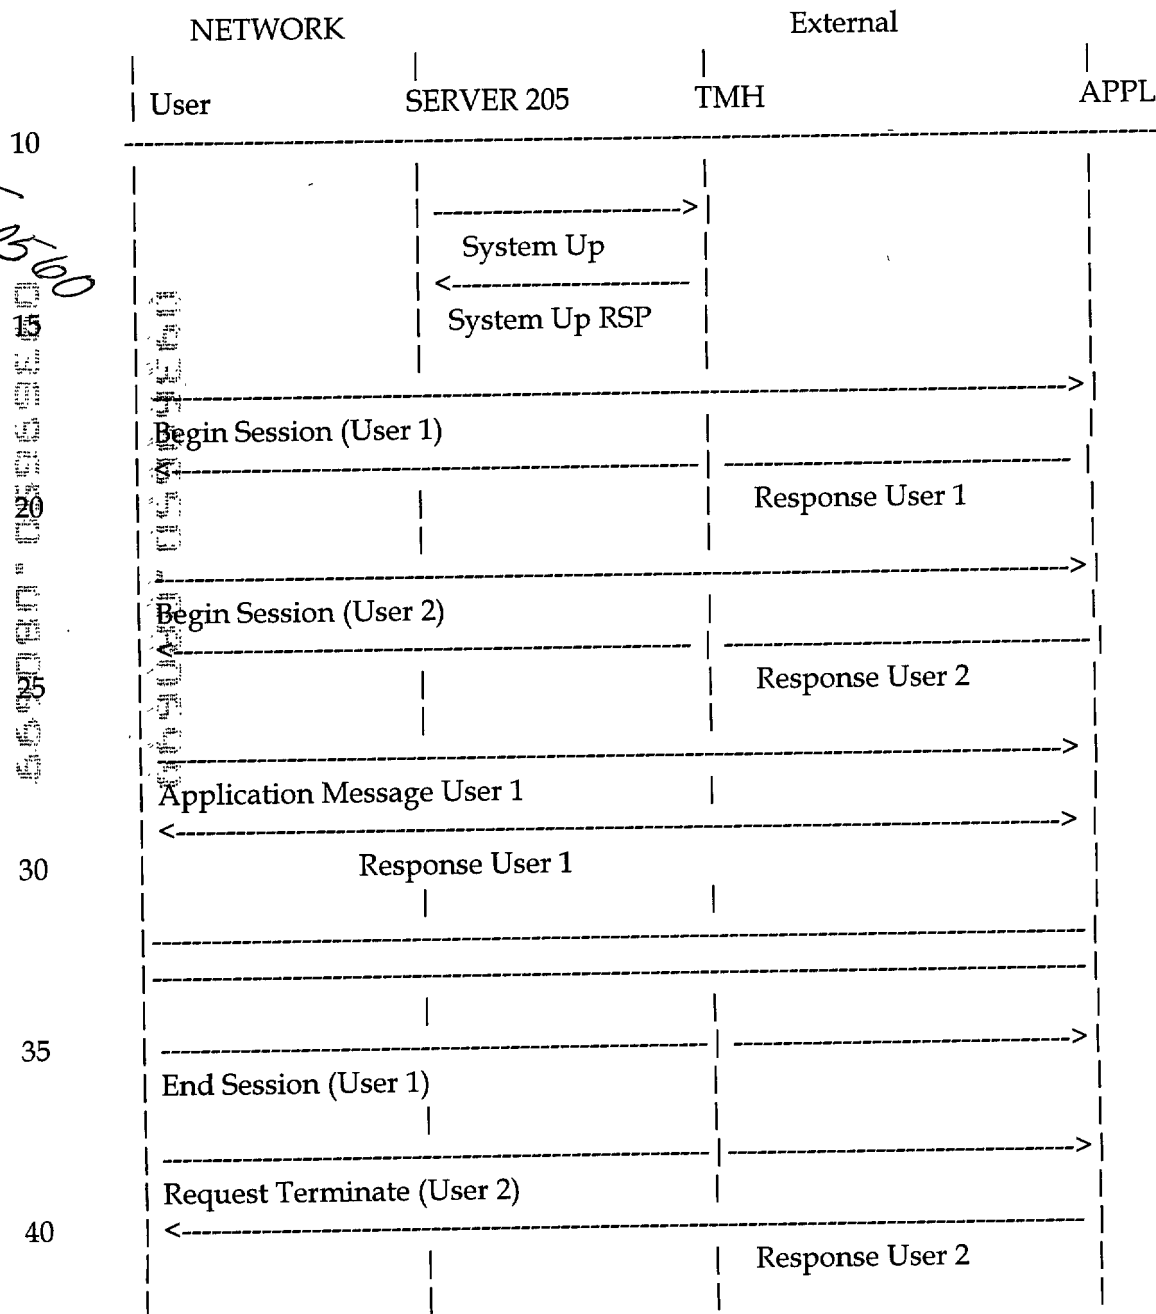 NETWORK External
User SERVER 205 TMH APPL
10
System Up
System Up RSP
15
Begin Session (User 1)
Response User 1
20
Begin Session (User 2)
Response User 2
25
Application Message User 1
Response User 1
30
35
End Session (User 1)
Request Terminate (User 2)
40
Response User 2